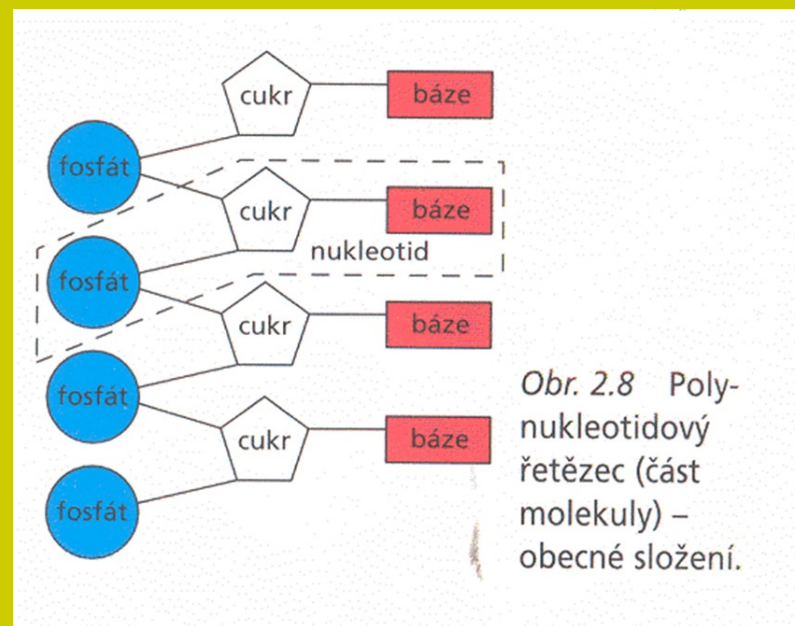 cukr báze
fosfát
cukr báze
nukleotid
fosfát
cukr báze
fosfát
cukr báze
fosfát
Obr. 2.8 Poly-
nukleotidový
řetězec (část
molekuly) –
obecné složení.